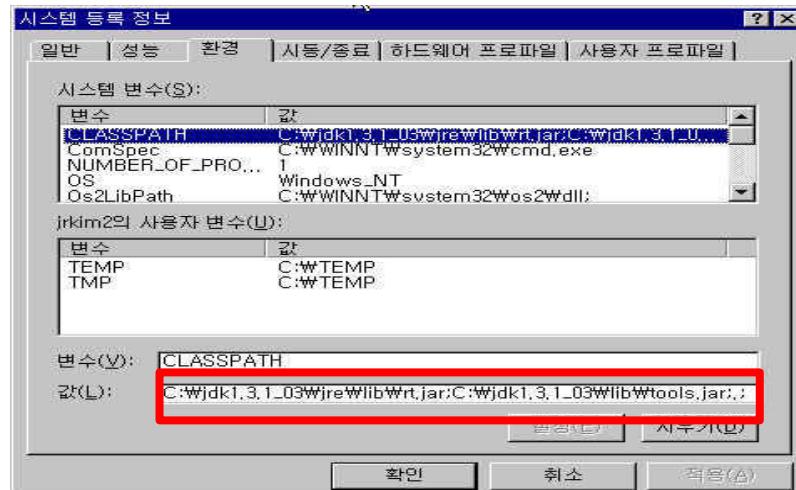 시스템 등록 정보
일반 성능 환경 시동/종료 하드웨어 프로파일 사용자 프로파일
시스템 변수(S):
변수 값
CLASSPATH C:₩jdk1.3.1_03₩jre₩lib₩rt.jar;C:₩jdk1.3.1_0...
ComSpec C:₩WINNT₩system32₩cmd.exe
NUMBER_OF_PRO... 1
OS Windows_NT
Os2LibPath C:₩WINNT₩system32₩os2₩dll;
jrkim2의 사용자 변수(U):
변수 값
TEMP C:₩TEMP
TMP C:₩TEMP
변수(V): CLASSPATH
값(L): C:₩jdk1.3.1_03₩jre₩lib₩rt.jar;C:₩jdk1.3.1_03₩lib₩tools.jar;.;
설정(E) 지우기(D)
확인 취소 적용(A)